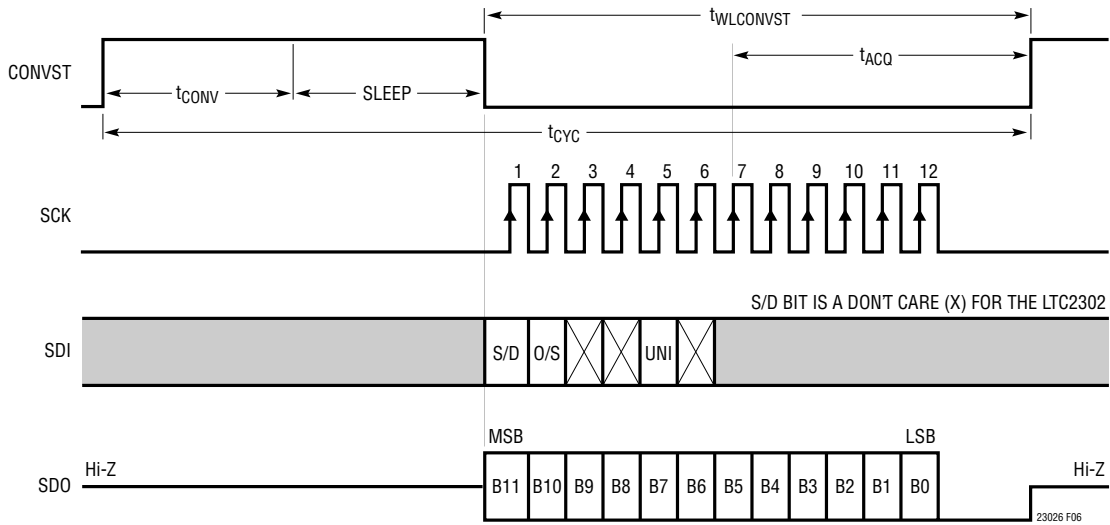 tWLCONVST
CONVST
tACQ
tCONV
SLEEP
tCYC
1 2 3 4 5 6 7 8 9 10 11 12
SCK
S/D BIT IS A DON'T CARE (X) FOR THE LTC2302
SDI
S/D O/S UNI
MSB LSB
Hi-Z Hi-Z
SDO
B11 B10 B9 B8 B7 B6 B5 B4 B3 B2 B1 B0
23026 F06